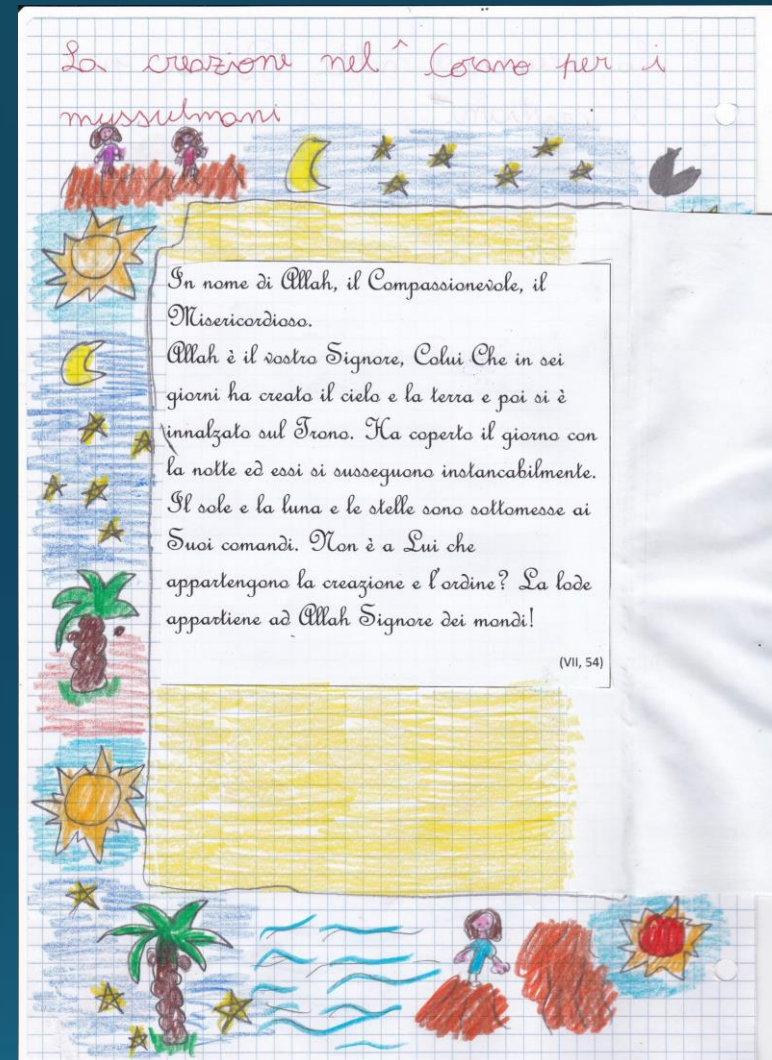 La creazione nel Corano per i
mussulmani
In nome di Allah, il Compassionevole, il
Misericordioso.
Allah è il vostro Signore, Colui Che in sei
giorni ha creato il cielo e la terra e poi si è
innalzato sul Trono. Ha coperto il giorno con
la notte ed essi si susseguono instancabilmente.
Il sole e la luna e le stelle sono sottomesse ai
Suoi comandi. Non è a Lui che
appartengono la creazione e l'ordine? La lode
appartiene ad Allah Signore dei mondi!
(VII, 54)